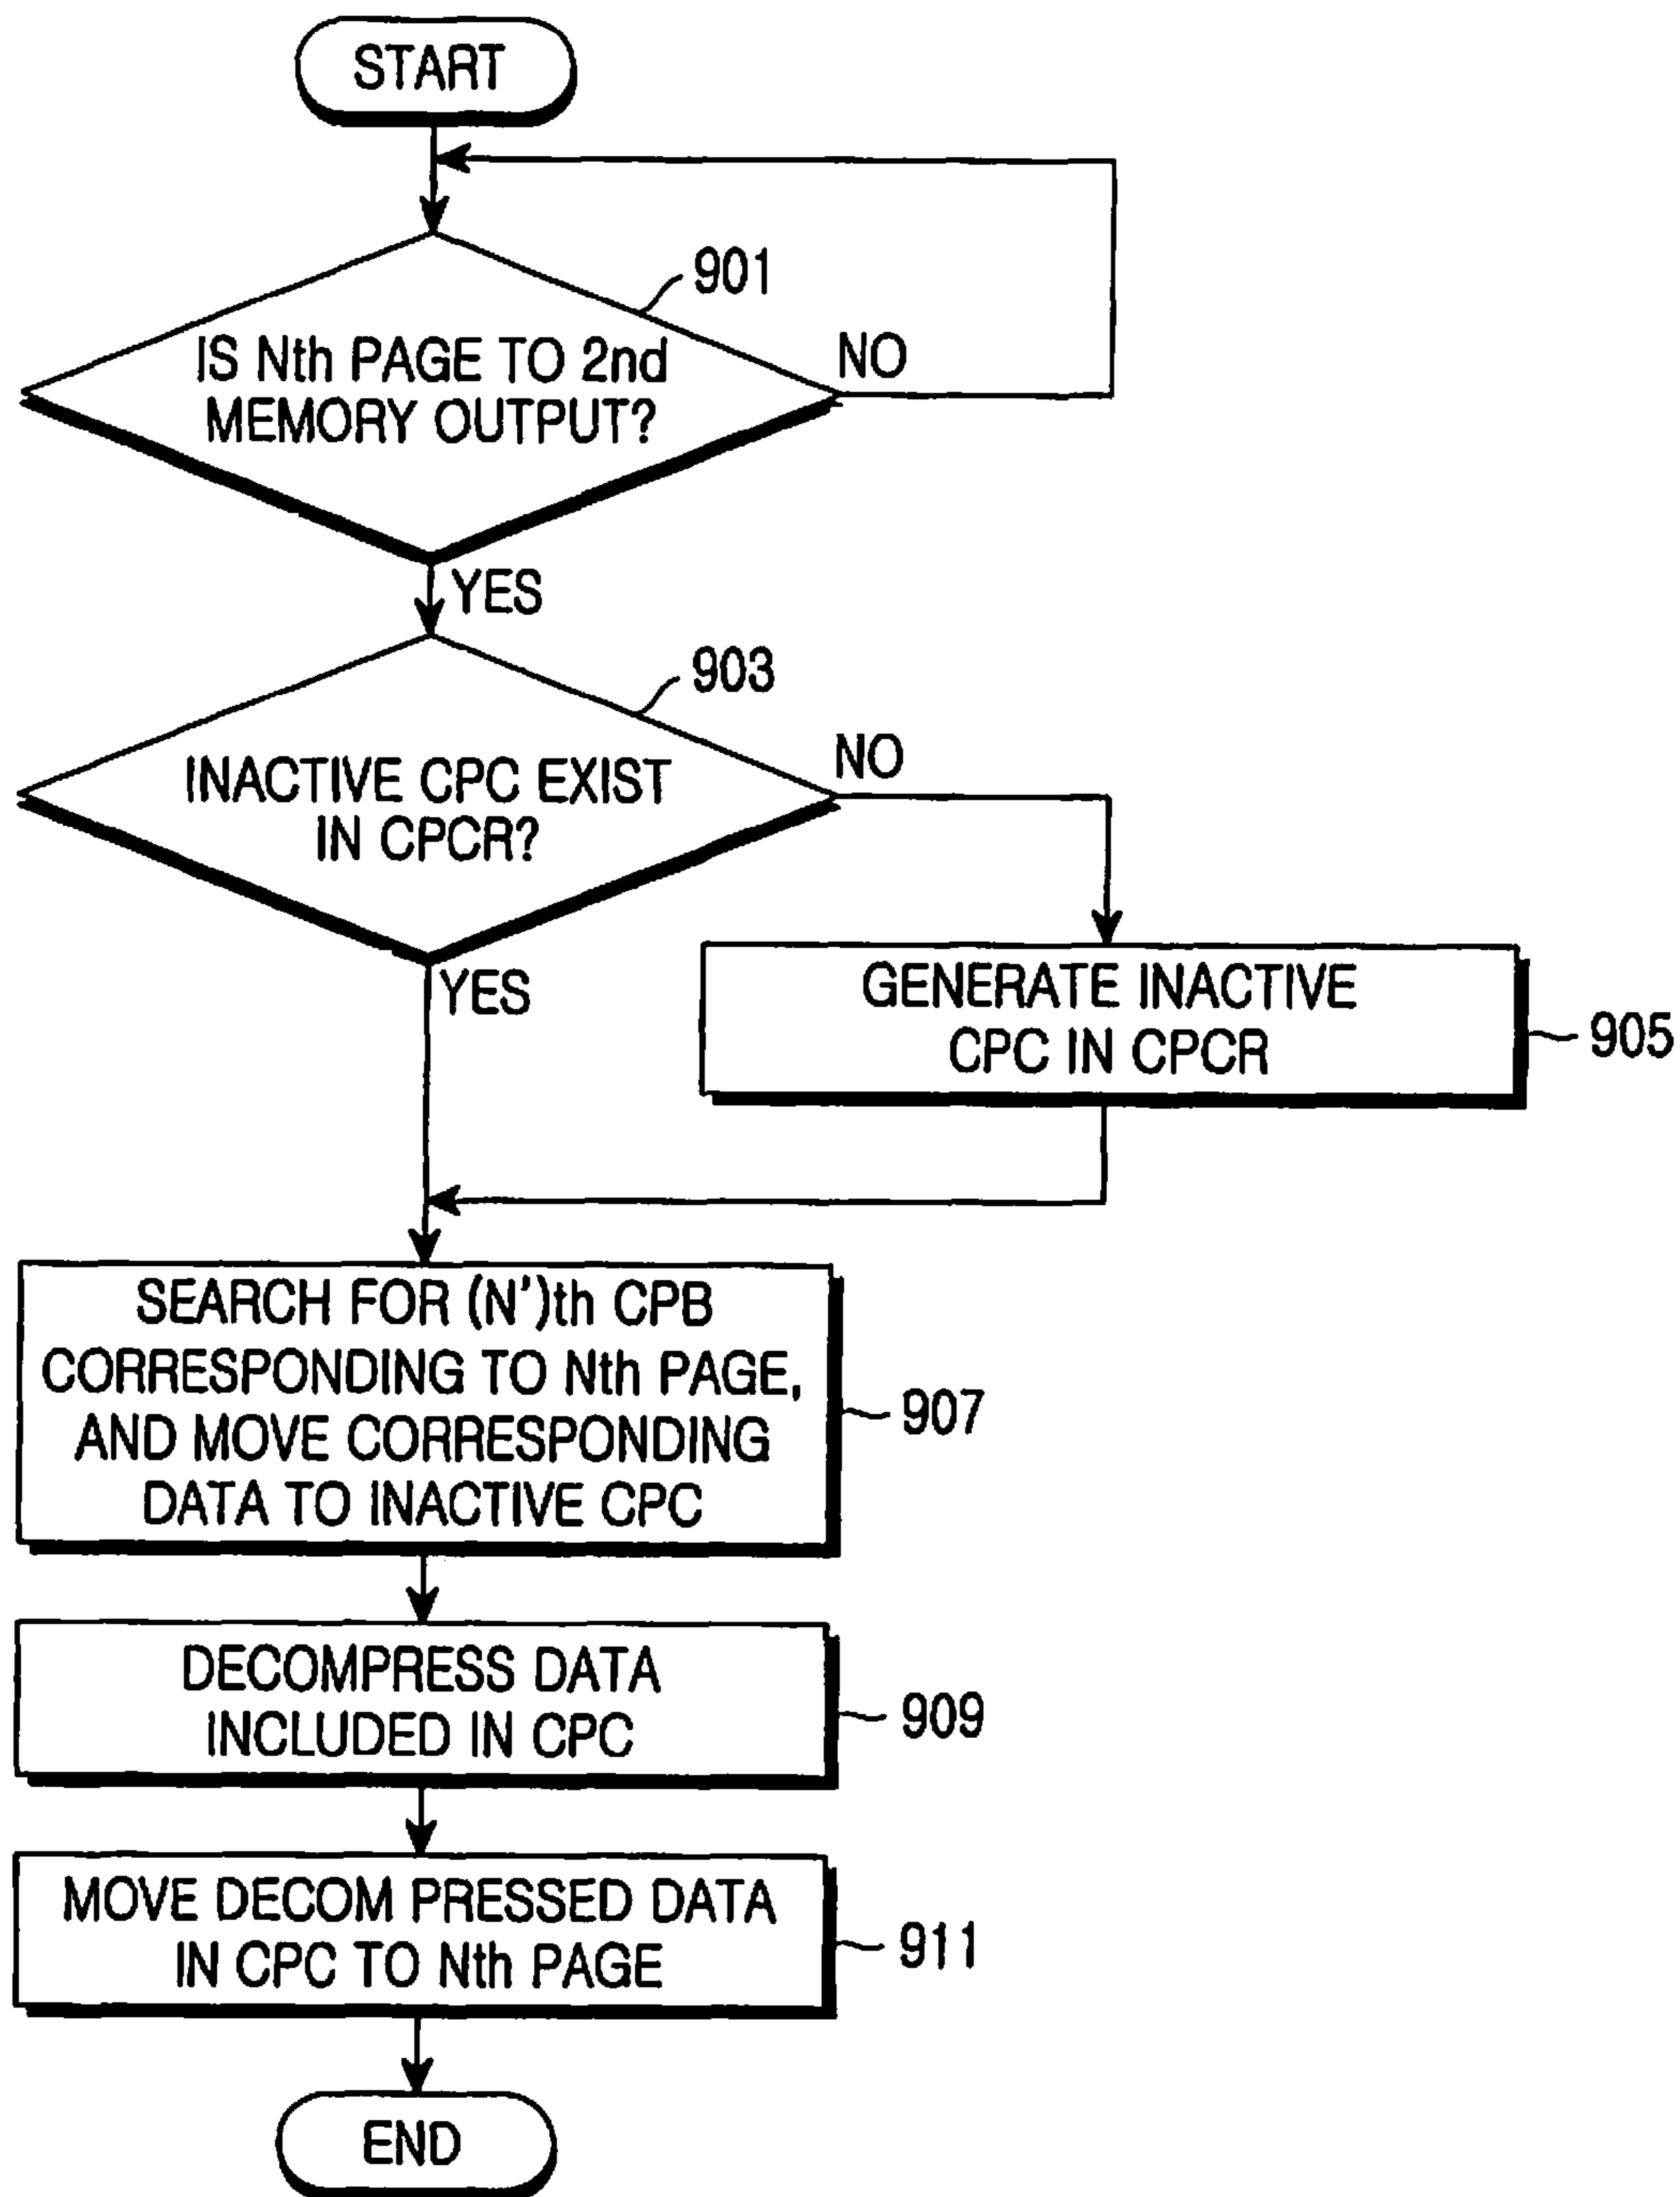 START
901
IS Nth PAGE TO 2nd
MEMORY OUTPUT?
NO
YES
903
INACTIVE CPC EXIST
IN CPCR?
NO
YES
GENERATE INACTIVE
CPC IN CPCR
905
SEARCH FOR (N')th CPB
CORRESPONDING TO Nth PAGE,
AND MOVE CORRESPONDING
DATA TO INACTIVE CPC
907
DECOMPRESS DATA
INCLUDED IN CPC
909
MOVE DECOM PRESSED DATA
IN CPC TO Nth PAGE
911
END